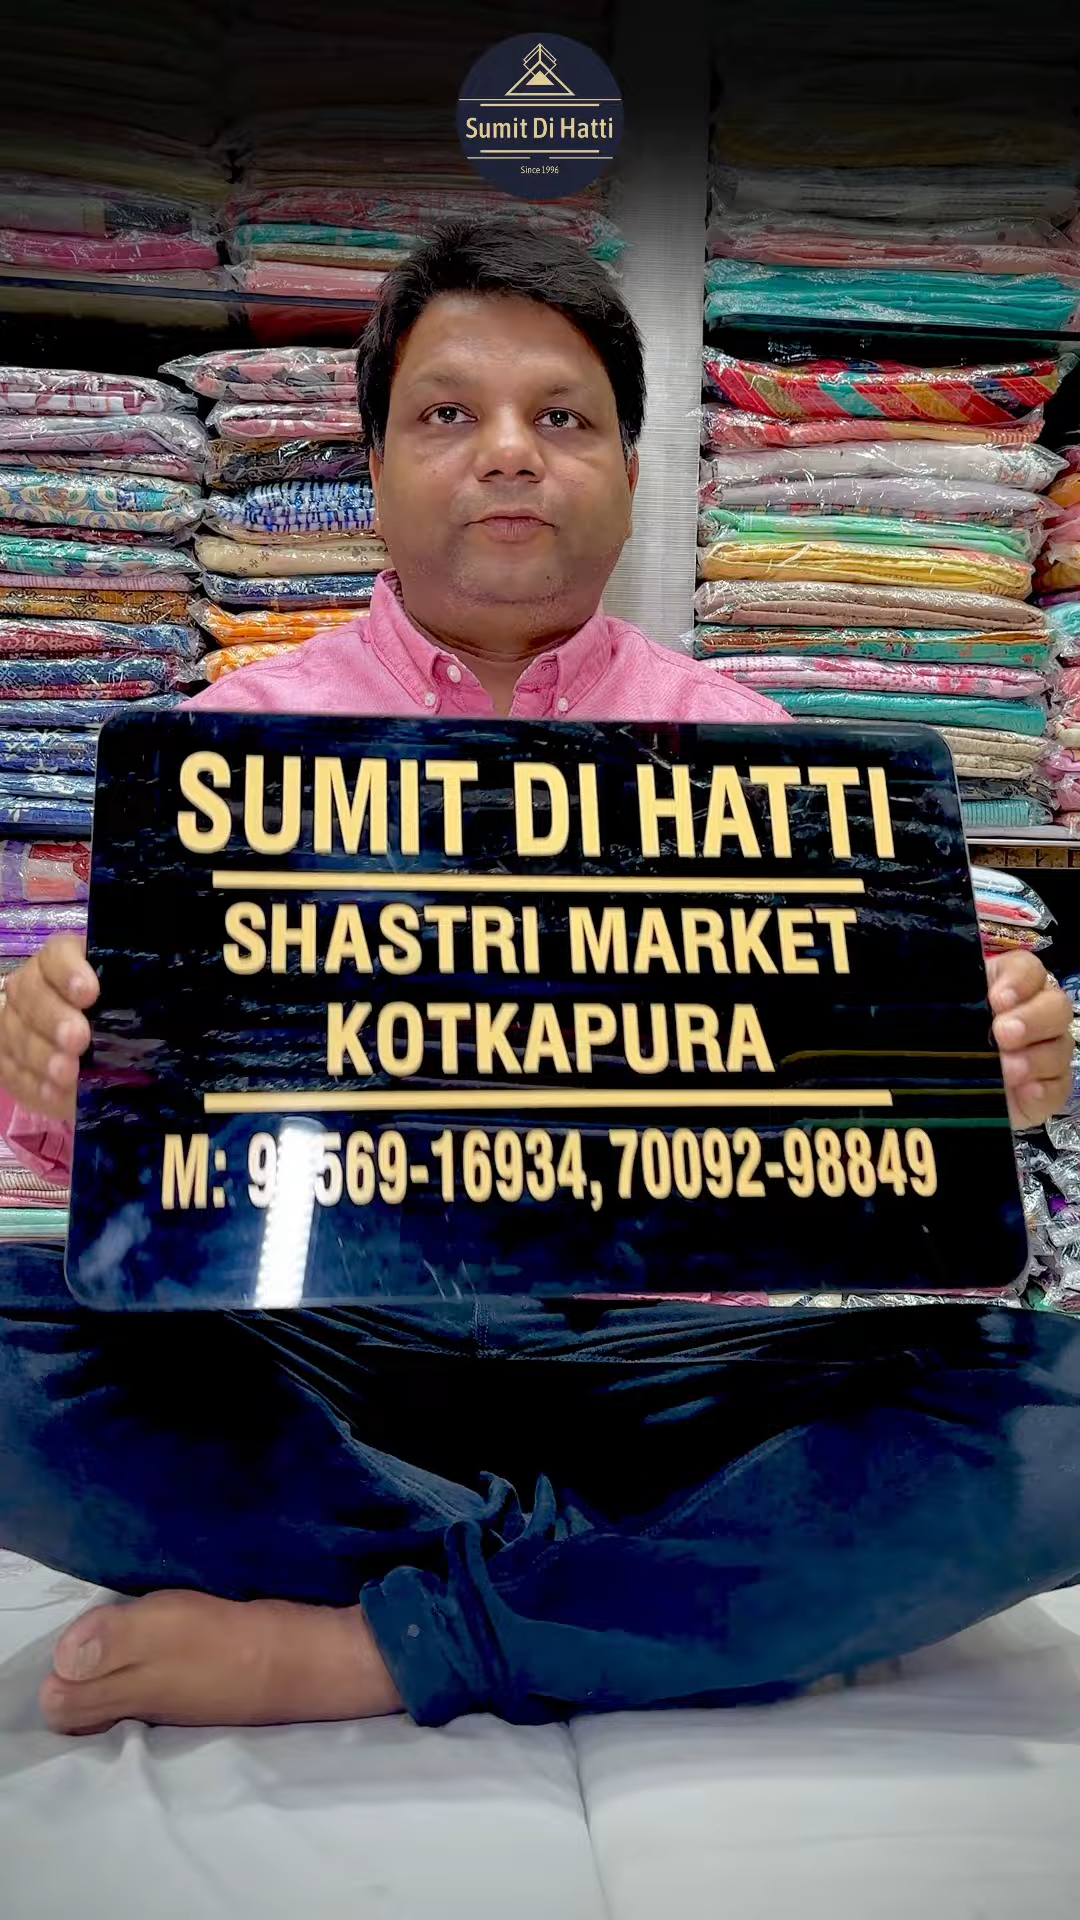 Sumit Di Hatti
Since 1996
SUMIT DI HATTI
SHASTRI MARKET
KOTKAPURA
M: 70092-98849